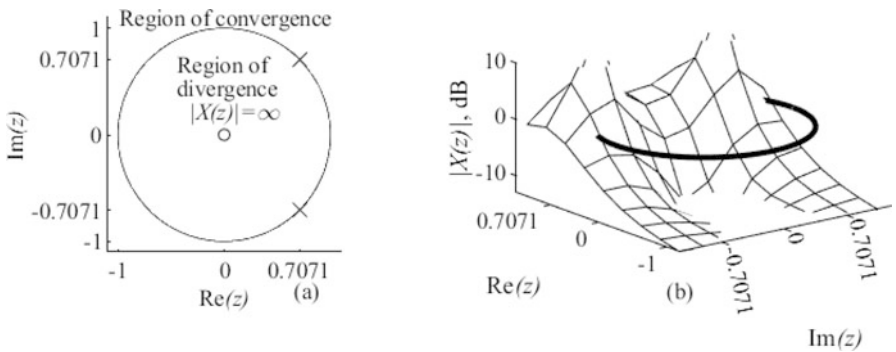 Region of convergence
1
0.7071
Region of
divergence
|X(z)|=∞
0
-0.7071
-1
Im(z)
-1
0
0.7071
Re(z)
(a)
10
0
-10
|X(z)|, dB
0.7071
0
-1
Re(z)
(b)
-0.7071
0
0.7071
Im(z)